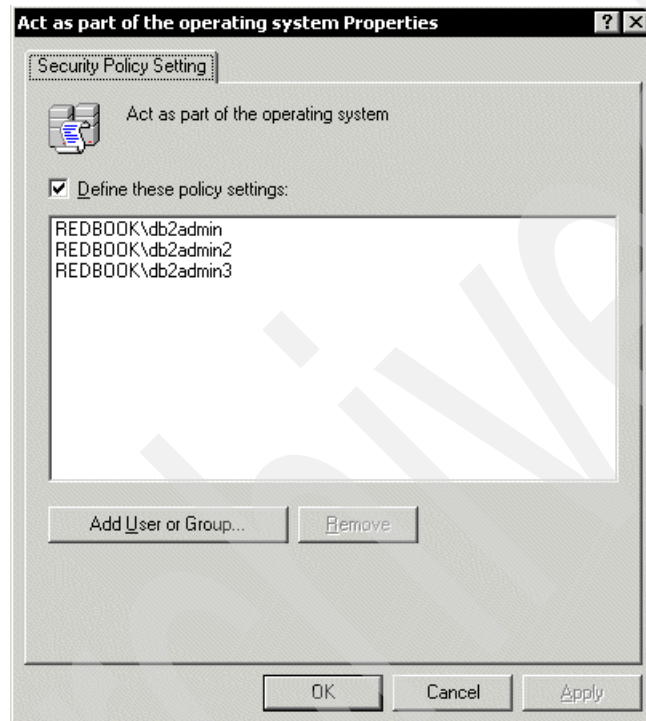 Act as part of the operating system Properties
Security Policy Setting
Act as part of the operating system
Define these policy settings:
REDBOOK\db2admin
REDBOOK\db2admin2
REDBOOK\db2admin3
Add User or Group...
Remove
OK
Cancel
Apply